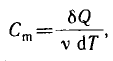 C_m = δQ / ν dT,